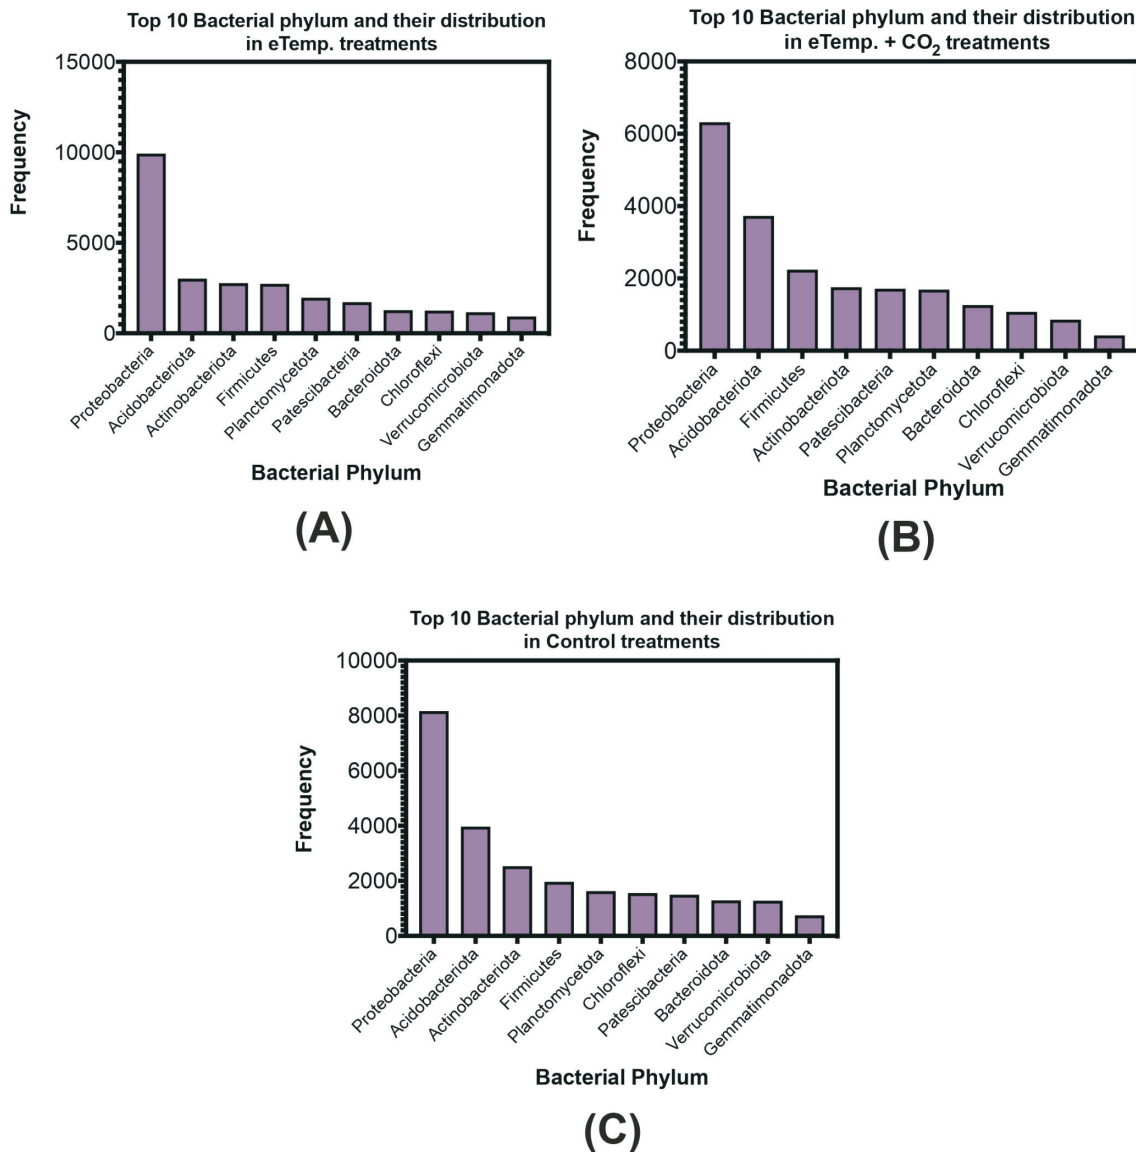 Top 10 Bacterial phylum and their distribution
in eTemp. treatments
15000
10000
5000
0
Frequency
Proteobacteria
Acidobacteriota
Actinobacteriota
Firmicutes
Planctomycetota
Patescibacteria
Bacteroidota
Chloroflexi
Verrucomicrobiota
Gemmatimonadota
Bacterial Phylum
(A)
Top 10 Bacterial phylum and their distribution
in eTemp. + CO₂ treatments
8000
6000
4000
2000
0
Frequency
Proteobacteria
Acidobacteriota
Firmicutes
Actinobacteriota
Patescibacteria
Planctomycetota
Bacteroidota
Chloroflexi
Verrucomicrobiota
Gemmatimonadota
Bacterial Phylum
(B)
Top 10 Bacterial phylum and their distribution
in Control treatments
10000
8000
6000
4000
2000
0
Frequency
Proteobacteria
Acidobacteriota
Actinobacteriota
Firmicutes
Planctomycetota
Chloroflexi
Patescibacteria
Bacteroidota
Verrucomicrobiota
Gemmatimonadota
Bacterial Phylum
(C)